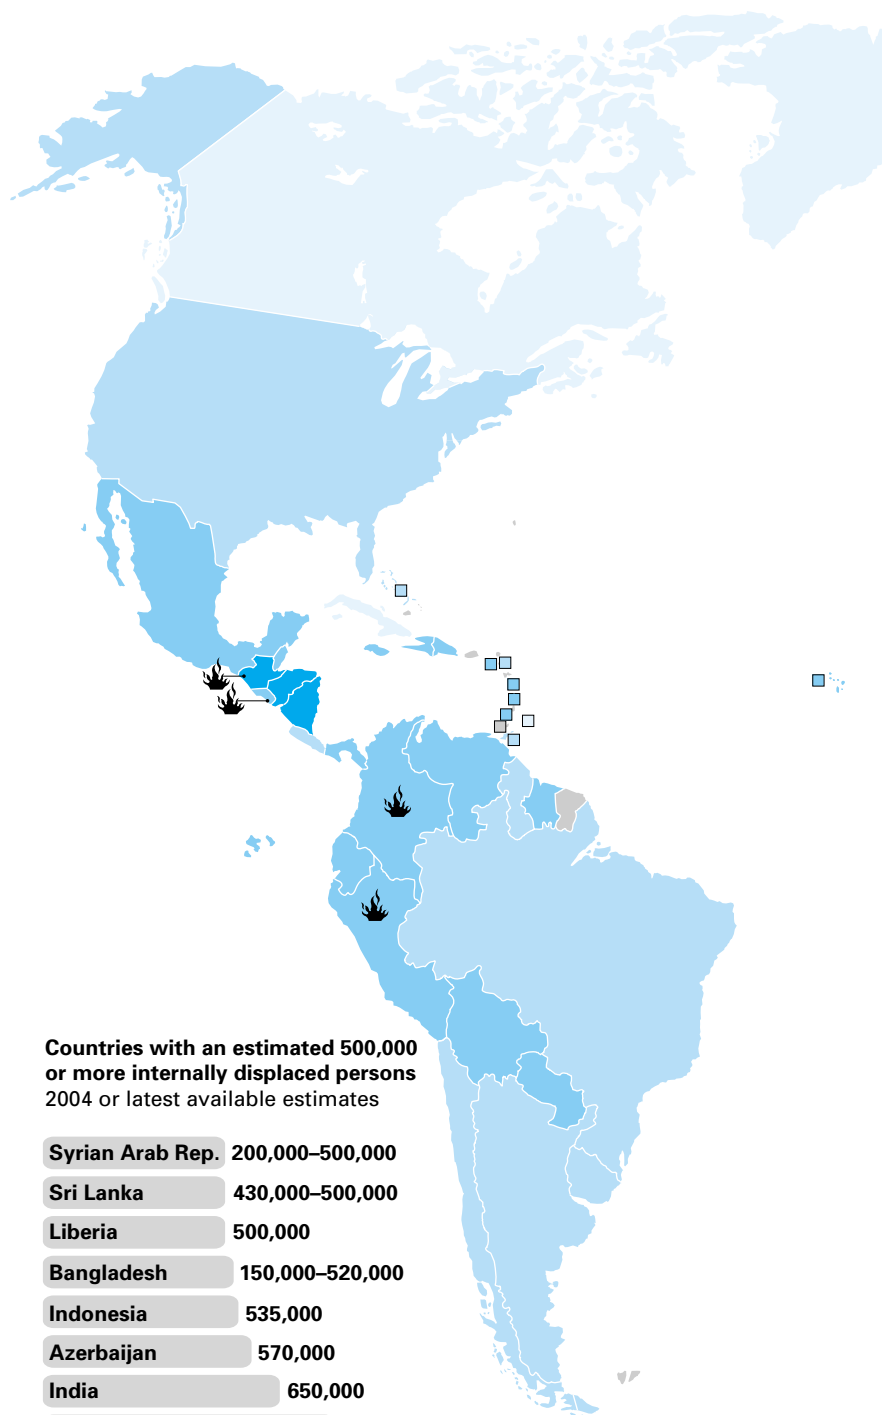 Countries with an estimated 500,000
or more internally displaced persons
2004 or latest available estimates
Syrian Arab Rep. 200,000–500,000
Sri Lanka 430,000–500,000
Liberia 500,000
Bangladesh 150,000–520,000
Indonesia 535,000
Azerbaijan 570,000
India 650,000